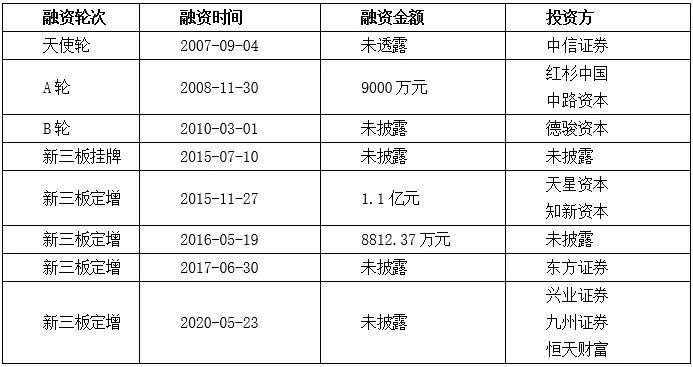 融资轮次 融资时间 融资金额 投资方
天使轮 2007-09-04 未透露 中信证券
A轮 2008-11-30 9000万元 红杉中国
中路资本
B轮 2010-03-01 未披露 德骏资本
新三板挂牌 2015-07-10 未披露 未披露
新三板定增 2015-11-27 1.1亿元 天星资本
知新资本
新三板定增 2016-05-19 8812.37万元 未披露
新三板定增 2017-06-30 未披露 东方证券
新三板定增 2020-05-23 未披露 兴业证券
九州证券
恒天财富